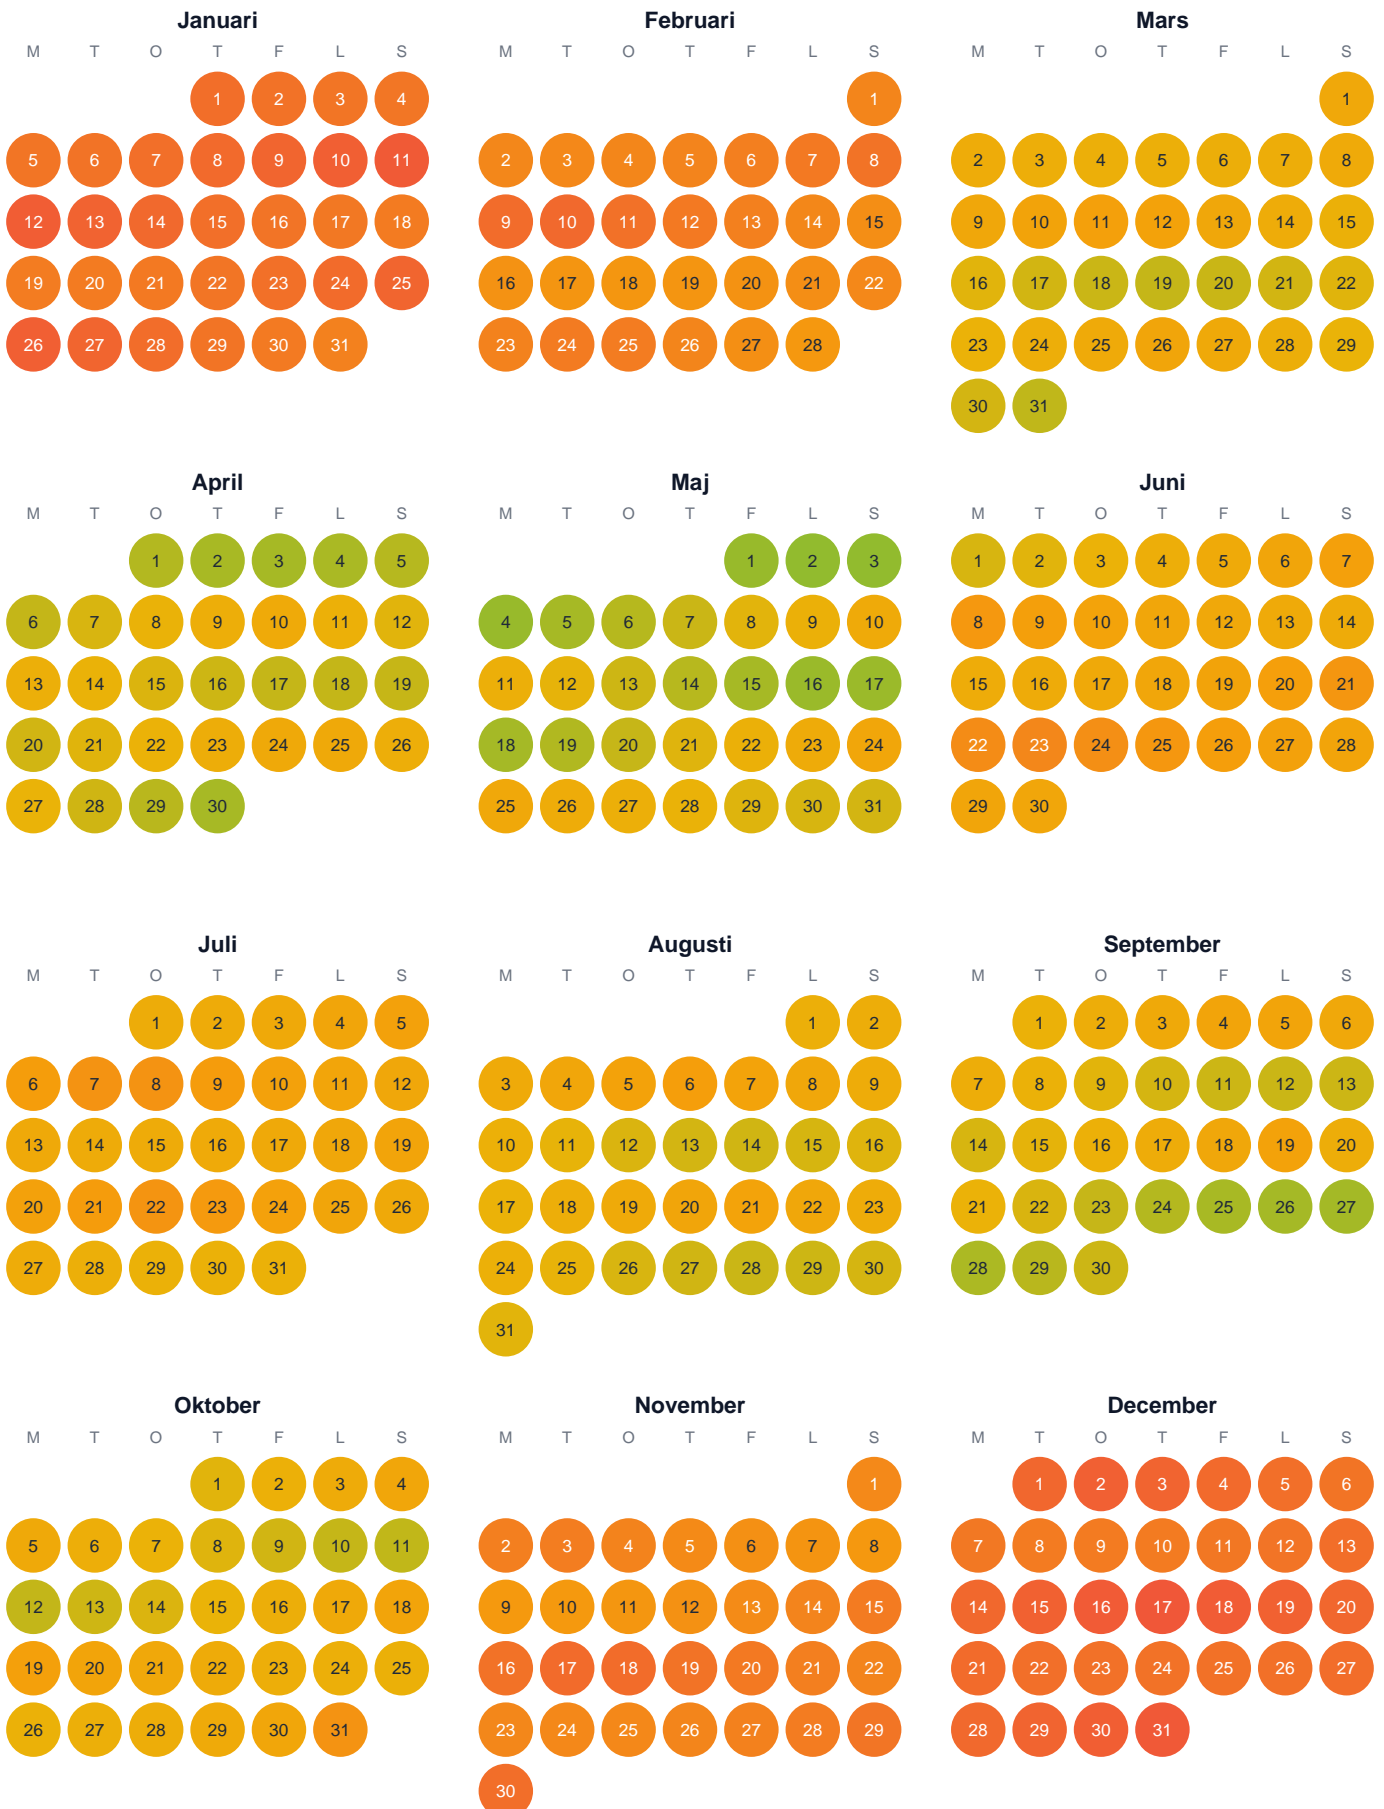 Januari
M T O T F L S
1 2 3 4
5 6 7 8 9 10 11
12 13 14 15 16 17 18
19 20 21 22 23 24 25
26 27 28 29 30 31
Februari
M T O T F L S
1
2 3 4 5 6 7 8
9 10 11 12 13 14 15
16 17 18 19 20 21 22
23 24 25 26 27 28
Mars
M T O T F L S
1
2 3 4 5 6 7 8
9 10 11 12 13 14 15
16 17 18 19 20 21 22
23 24 25 26 27 28 29
30 31
April
M T O T F L S
1 2 3 4 5
6 7 8 9 10 11 12
13 14 15 16 17 18 19
20 21 22 23 24 25 26
27 28 29 30
Maj
M T O T F L S
1 2 3
4 5 6 7 8 9 10
11 12 13 14 15 16 17
18 19 20 21 22 23 24
25 26 27 28 29 30 31
Juni
M T O T F L S
1 2 3 4 5 6 7
8 9 10 11 12 13 14
15 16 17 18 19 20 21
22 23 24 25 26 27 28
29 30
Juli
M T O T F L S
1 2 3 4 5
6 7 8 9 10 11 12
13 14 15 16 17 18 19
20 21 22 23 24 25 26
27 28 29 30 31
Augusti
M T O T F L S
1 2
3 4 5 6 7 8 9
10 11 12 13 14 15 16
17 18 19 20 21 22 23
24 25 26 27 28 29 30
31
September
M T O T F L S
1 2 3 4 5 6
7 8 9 10 11 12 13
14 15 16 17 18 19 20
21 22 23 24 25 26 27
28 29 30
Oktober
M T O T F L S
1 2 3 4
5 6 7 8 9 10 11
12 13 14 15 16 17 18
19 20 21 22 23 24 25
26 27 28 29 30 31
November
M T O T F L S
1
2 3 4 5 6 7 8
9 10 11 12 13 14 15
16 17 18 19 20 21 22
23 24 25 26 27 28 29
30
December
M T O T F L S
1 2 3 4 5 6
7 8 9 10 11 12 13
14 15 16 17 18 19 20
21 22 23 24 25 26 27
28 29 30 31